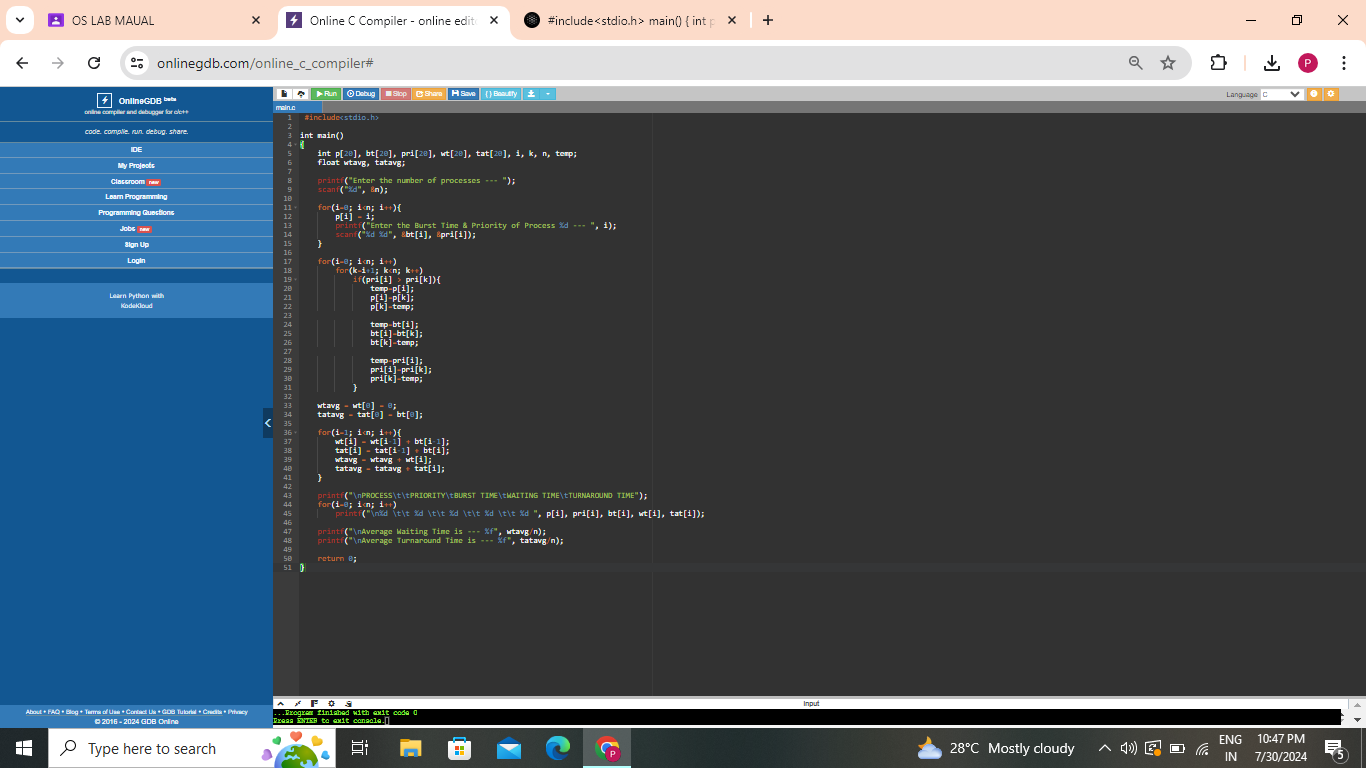 OS LAB MAUAL
Online C Compiler - online edit
#include<stdio.h> main() { int p
onlinegdb.com/online_c_compiler#
OnlineGDB beta
online compiler and debugger for c/c++
code. compile. run. debug. share.
IDE
My Projects
Classroom new
Learn Programming
Programming Questions
Jobs new
Sign Up
Login
Learn Python with
KodeKloud
About • FAQ • Blog • Terms of Use • Contact Us • GDB Tutorial • Credits • Privacy
© 2016 - 2024 GDB Online
Run Debug Stop Share Save { } Beautify
Language C
main.c
1 #include<stdio.h>
2
3 int main()
4 {
5 int p[20], bt[20], pri[20], wt[20], tat[20], i, k, n, temp;
6 float wtavg, tatavg;
7
8 printf("Enter the number of processes --- ");
9 scanf("%d", &n);
10
11 for(i=0; i<n; i++){
12 p[i] = i;
13 printf("Enter the Burst Time & Priority of Process %d --- ", i);
14 scanf("%d %d", &bt[i], &pri[i]);
15 }
16
17 for(i=0; i<n; i++)
18 for(k=i+1; k<n; k++)
19 if(pri[i] > pri[k]){
20 temp=p[i];
21 p[i]=p[k];
22 p[k]=temp;
23
24 temp=bt[i];
25 bt[i]=bt[k];
26 bt[k]=temp;
27
28 temp=pri[i];
29 pri[i]=pri[k];
30 pri[k]=temp;
31 }
32
33 wtavg = wt[0] = 0;
34 tatavg = tat[0] = bt[0];
35
36 for(i=1; i<n; i++){
37 wt[i] = wt[i-1] + bt[i-1];
38 tat[i] = tat[i-1] + bt[i];
39 wtavg = wtavg + wt[i];
40 tatavg = tatavg + tat[i];
41 }
42
43 printf("\nPROCESS\t\tPRIORITY\tBURST TIME\tWAITING TIME\tTURNAROUND TIME");
44 for(i=0; i<n; i++)
45 printf("\n%d \t\t %d \t\t %d \t\t %d \t\t %d ", p[i], pri[i], bt[i], wt[i], tat[i]);
46
47 printf("\nAverage Waiting Time is --- %f", wtavg/n);
48 printf("\nAverage Turnaround Time is --- %f", tatavg/n);
49
50 return 0;
51 }
input
...Program finished with exit code 0
Press ENTER to exit console.
Type here to search
28°C Mostly cloudy
ENG
IN
10:47 PM
7/30/2024
5